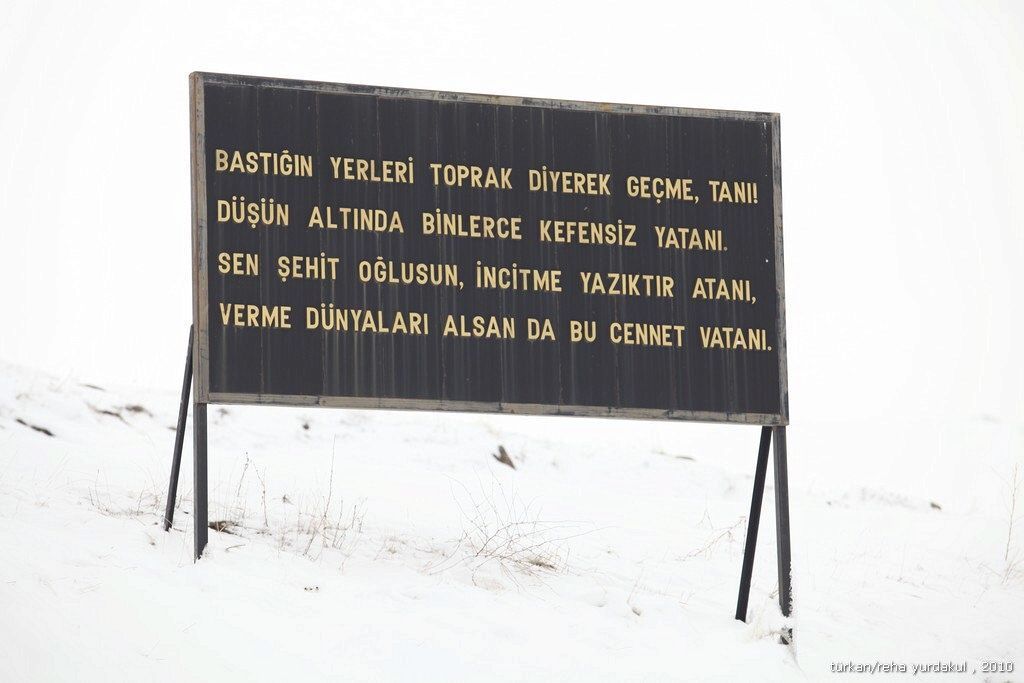 BASTIĞIN YERLERİ TOPRAK DİYEREK GEÇME, TANI!
DÜŞÜN ALTINDA BİNLERCE KEFENSİZ YATANI.
SEN ŞEHİT OĞLUSUN, İNCİTME YAZIKTIR ATANI,
VERME DÜNYALARI ALSAN DA BU CENNET VATANI.
türkan/reha yurdakul , 2010